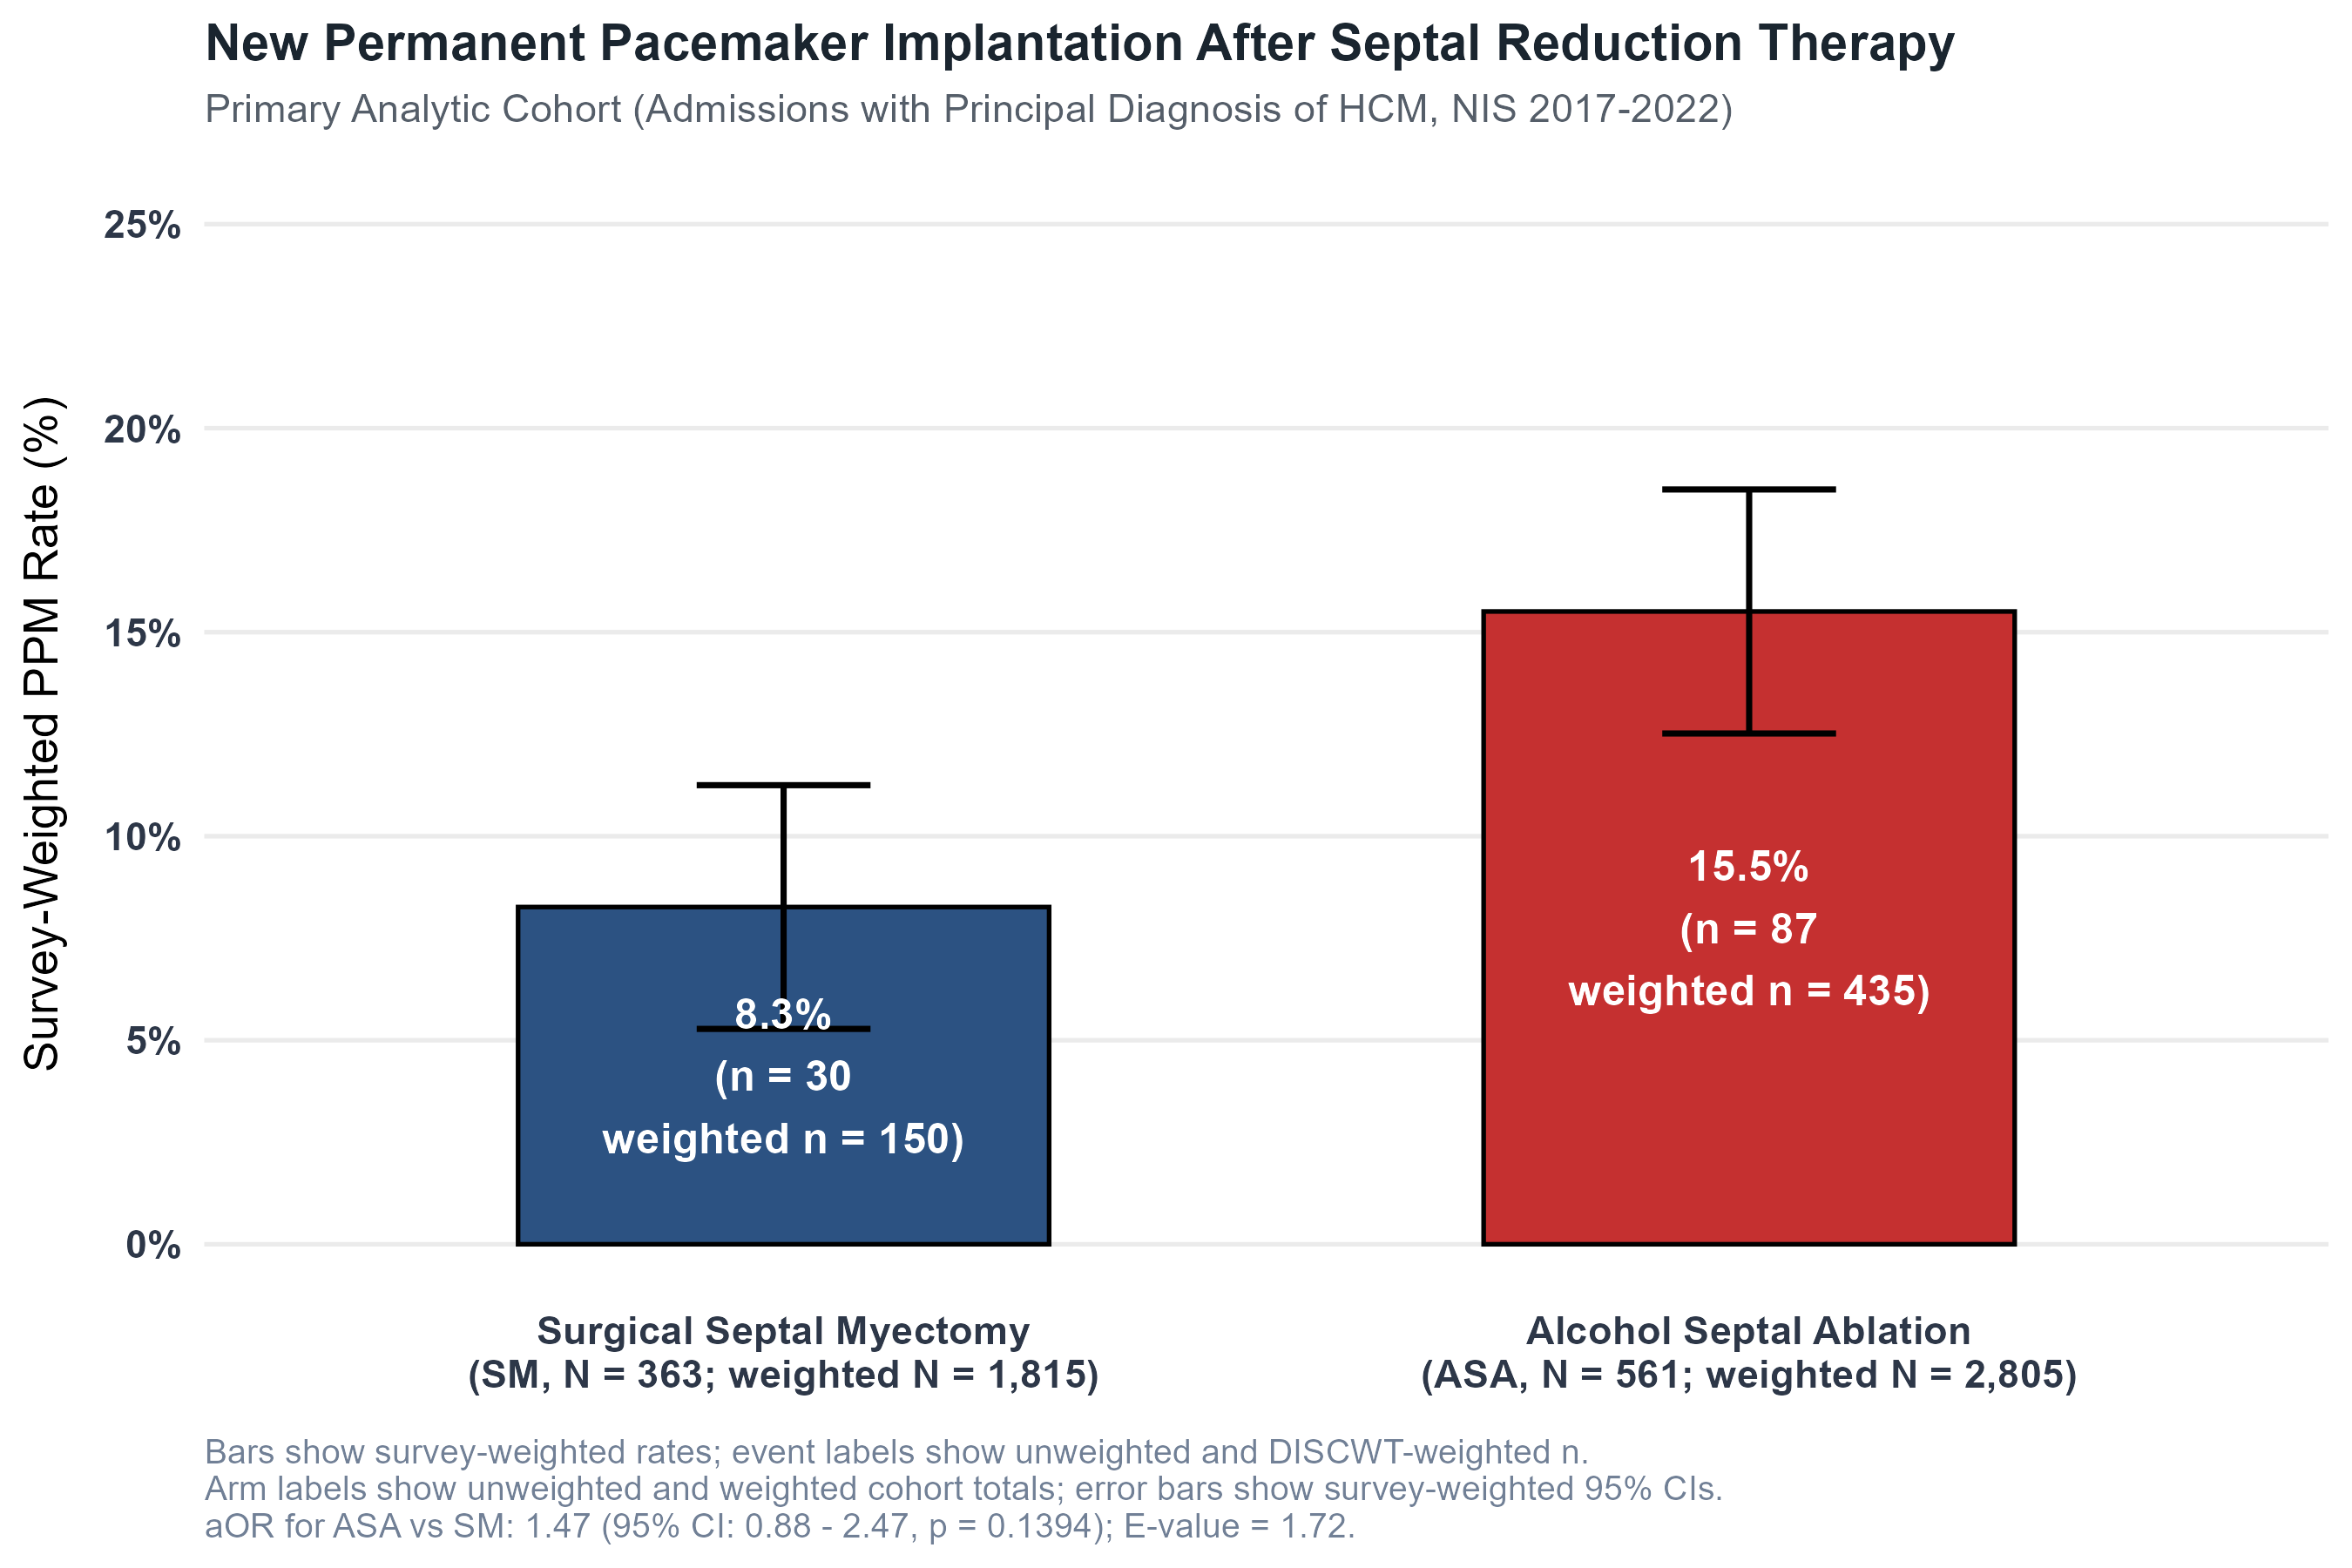 New Permanent Pacemaker Implantation After Septal Reduction Therapy
Primary Analytic Cohort (Admissions with Principal Diagnosis of HCM, NIS 2017-2022)
Survey-Weighted PPM Rate (%)
25%
20%
15%
10%
5%
0%
8.3%
(n = 30
weighted n = 150)
15.5%
(n = 87
weighted n = 435)
Surgical Septal Myectomy
(SM, N = 363; weighted N = 1,815)
Alcohol Septal Ablation
(ASA, N = 561; weighted N = 2,805)
Bars show survey-weighted rates; event labels show unweighted and DISCWT-weighted n.
Arm labels show unweighted and weighted cohort totals; error bars show survey-weighted 95% CIs.
aOR for ASA vs SM: 1.47 (95% CI: 0.88 - 2.47, p = 0.1394); E-value = 1.72.